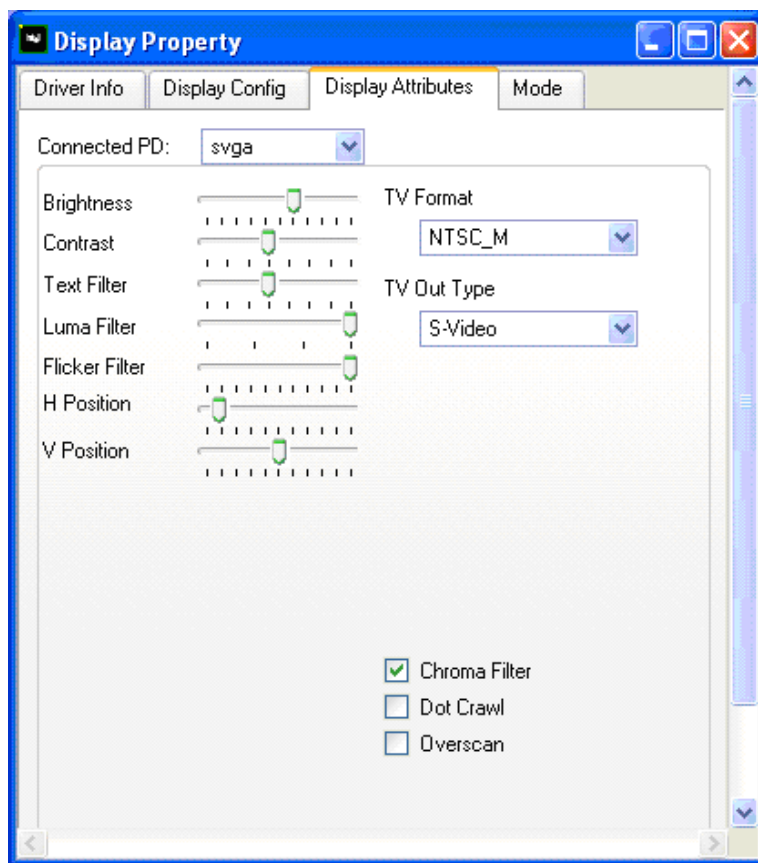 Display Property
Driver Info Display Config Display Attributes Mode
Connected PD: svga
Brightness
Contrast
Text Filter
Luma Filter
Flicker Filter
H Position
V Position
TV Format
NTSC_M
TV Out Type
S-Video
Chroma Filter
Dot Crawl
Overscan